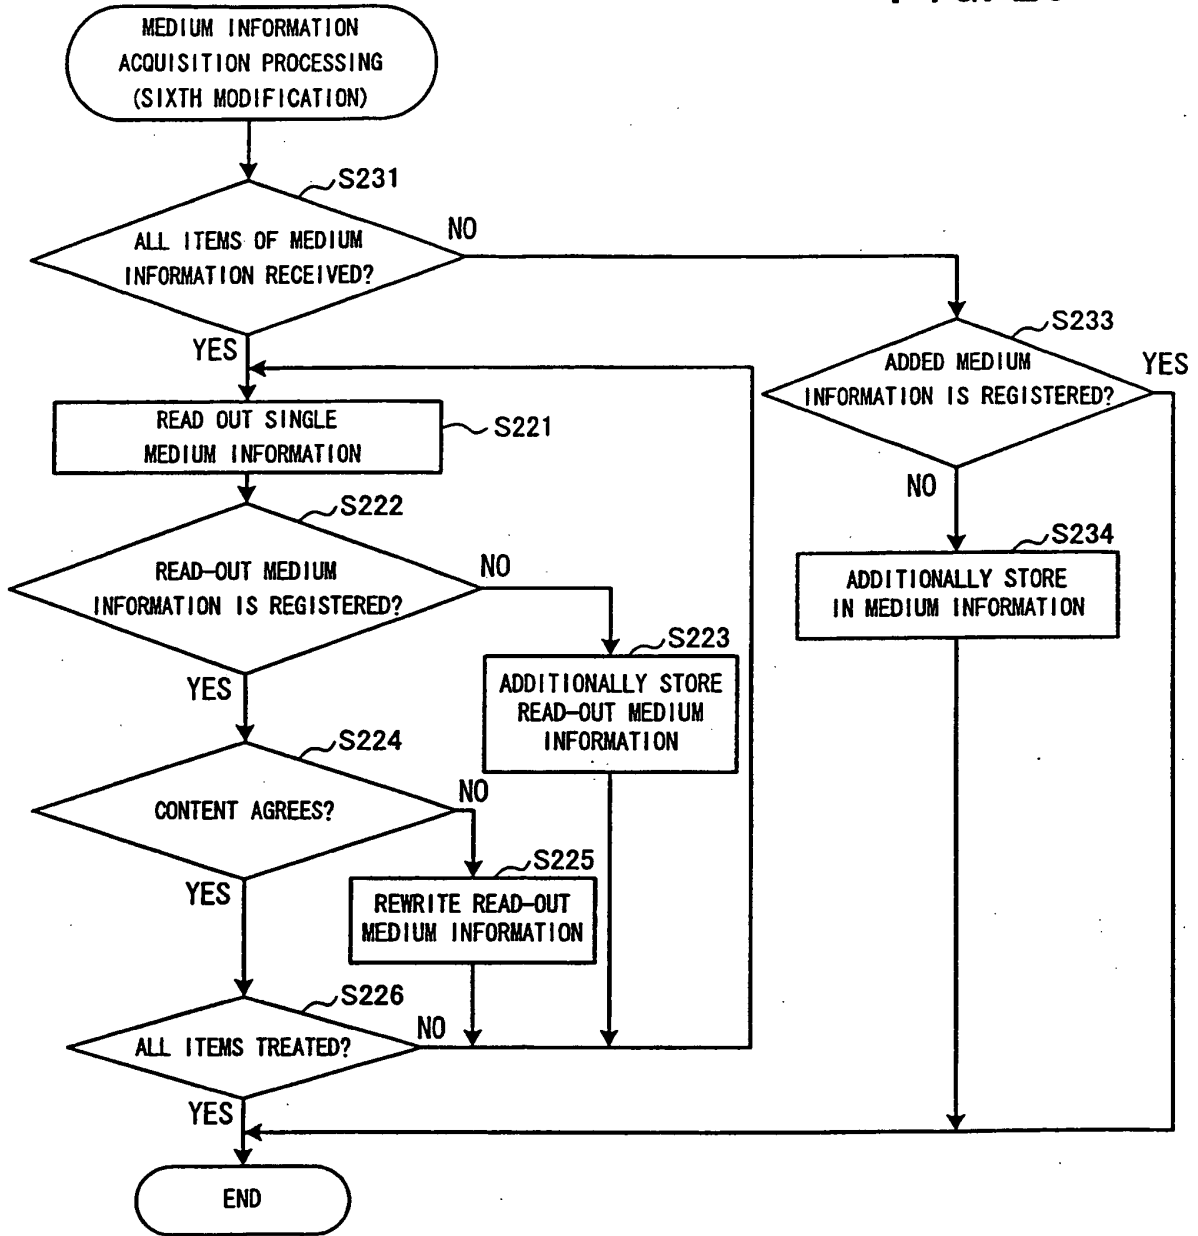 MEDIUM INFORMATION
ACQUISITION PROCESSING
(SIXTH MODIFICATION)
S231
ALL ITEMS OF MEDIUM
INFORMATION RECEIVED?
NO
YES
S233
ADDED MEDIUM
INFORMATION IS REGISTERED?
YES
NO
S221
READ OUT SINGLE
MEDIUM INFORMATION
S222
READ-OUT MEDIUM
INFORMATION IS REGISTERED?
NO
YES
S234
ADDITIONALLY STORE
IN MEDIUM INFORMATION
S223
ADDITIONALLY STORE
READ-OUT MEDIUM
INFORMATION
S224
CONTENT AGREES?
NO
YES
S225
REWRITE READ-OUT
MEDIUM INFORMATION
S226
ALL ITEMS TREATED?
NO
YES
END